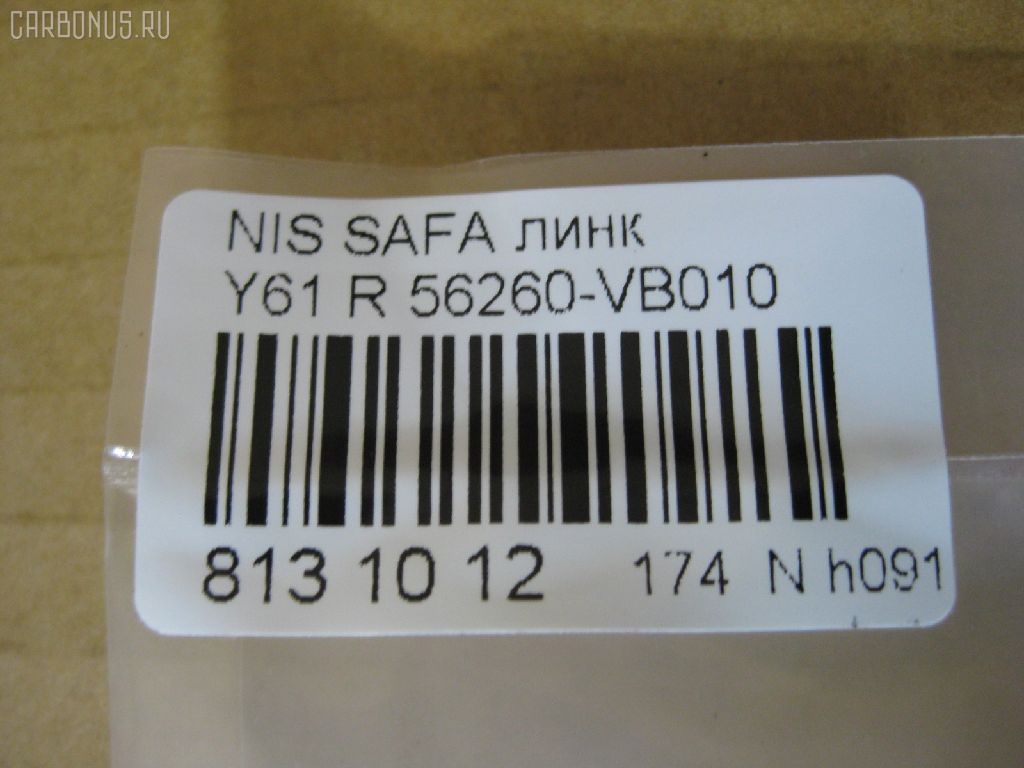 CARBONUS.RU
NIS SAFA линк
Y61 R 56260-VB010
813 10 12 174 N h091